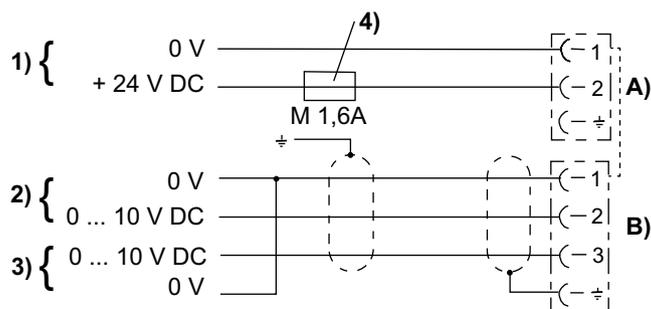 4)
1) {
0 V
1
+ 24 V DC
2
A)
M 1,6A
2) {
0 V
1
0 ... 10 V DC
2
B)
3) {
0 ... 10 V DC
3
0 V